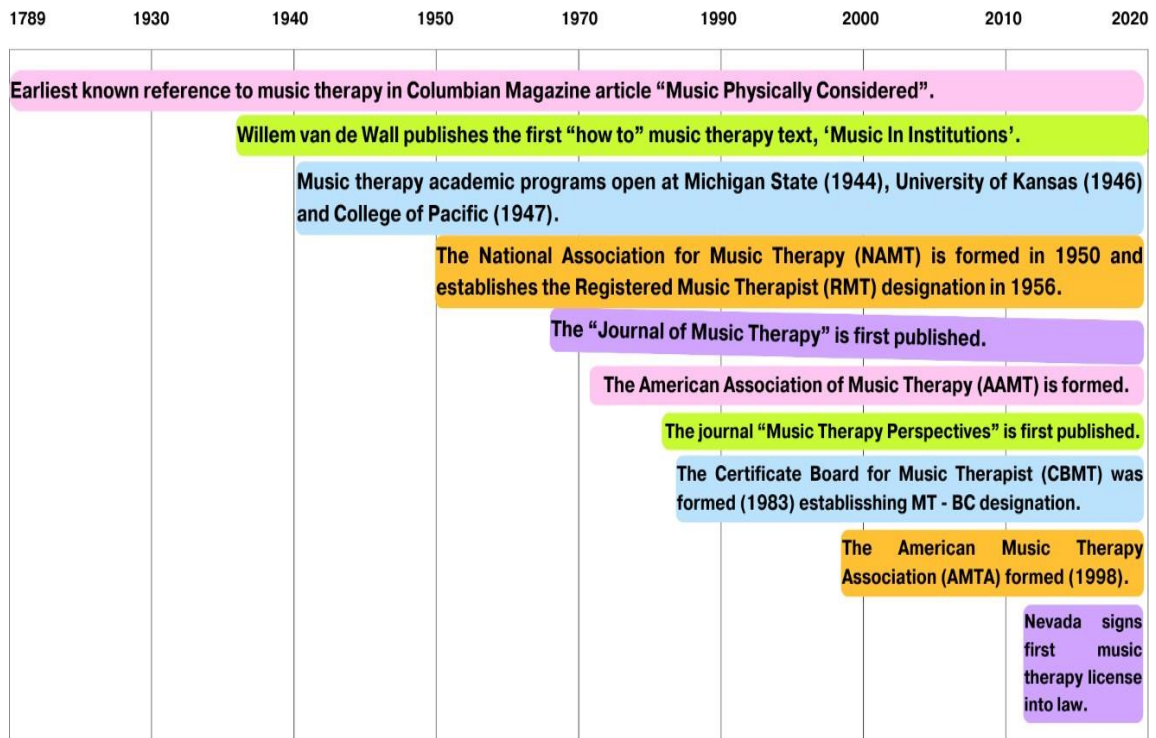 1789 1930 1940 1950 1970 1990 2000 2010 2020
Earliest known reference to music therapy in Columbian Magazine article “Music Physically Considered”.
Willem van de Wall publishes the first “how to” music therapy text, ‘Music In Institutions’.
Music therapy academic programs open at Michigan State (1944), University of Kansas (1946)
and College of Pacific (1947).
The National Association for Music Therapy (NAMT) is formed in 1950 and
establishes the Registered Music Therapist (RMT) designation in 1956.
The “Journal of Music Therapy” is first published.
The American Association of Music Therapy (AAMT) is formed.
The journal “Music Therapy Perspectives” is first published.
The Certificate Board for Music Therapist (CBMT) was
formed (1983) establisshing MT - BC designation.
The American Music Therapy
Association (AMTA) formed (1998).
Nevada signs
first music
therapy license
into law.